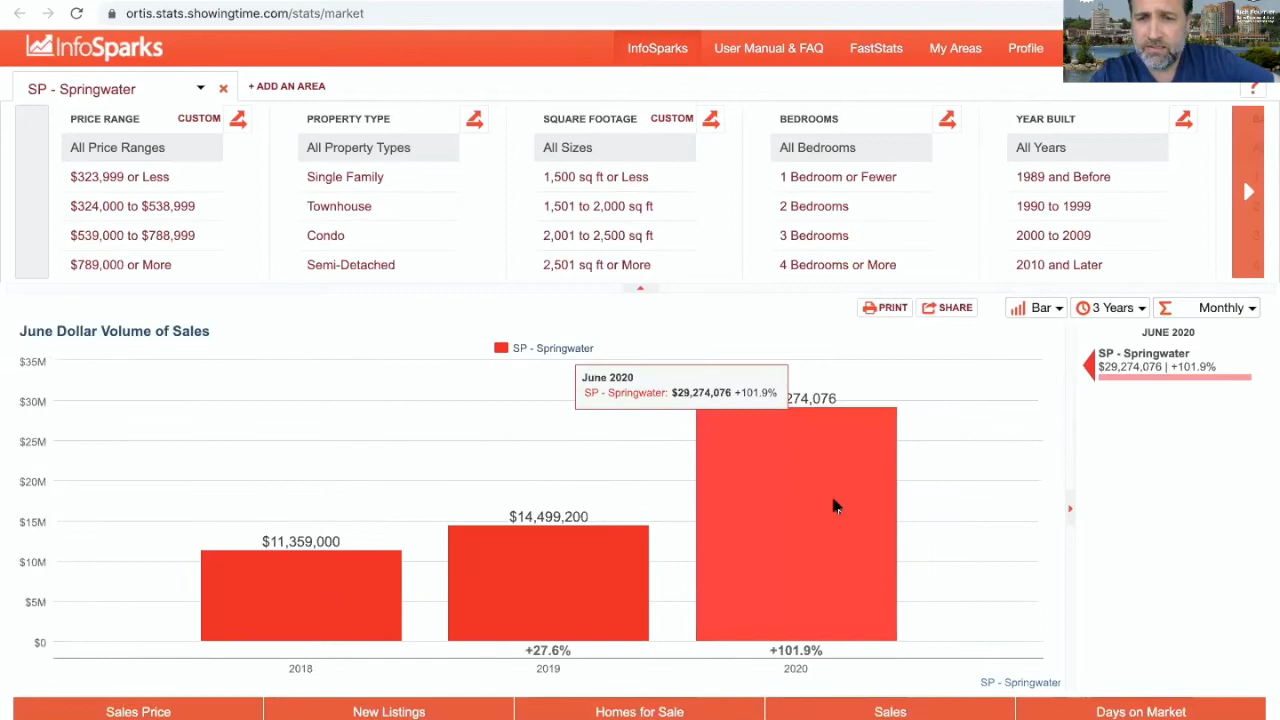 ortis.stats.showingtime.com/stats/market
InfoSparks
InfoSparks User Manual & FAQ FastStats My Areas Profile
SP - Springwater
+ ADD AN AREA
?
PRICE RANGE CUSTOM
All Price Ranges
$323,999 or Less
$324,000 to $538,999
$539,000 to $788,999
$789,000 or More
PROPERTY TYPE
All Property Types
Single Family
Townhouse
Condo
Semi-Detached
SQUARE FOOTAGE CUSTOM
All Sizes
1,500 sq ft or Less
1,501 to 2,000 sq ft
2,001 to 2,500 sq ft
2,501 sq ft or More
BEDROOMS
All Bedrooms
1 Bedroom or Fewer
2 Bedrooms
3 Bedrooms
4 Bedrooms or More
YEAR BUILT
All Years
1989 and Before
1990 to 1999
2000 to 2009
2010 and Later
PRINT SHARE Bar 3 Years Σ Monthly
June Dollar Volume of Sales
SP - Springwater
JUNE 2020
SP - Springwater
$29,274,076 | +101.9%
June 2020
SP - Springwater: $29,274,076 +101.9%
274,076
$35M
$30M
$25M
$20M
$15M
$10M
$5M
$0
$11,359,000
$14,499,200
+27.6%
+101.9%
2018
2019
2020
SP - Springwater
Sales Price
New Listings
Homes for Sale
Sales
Days on Market